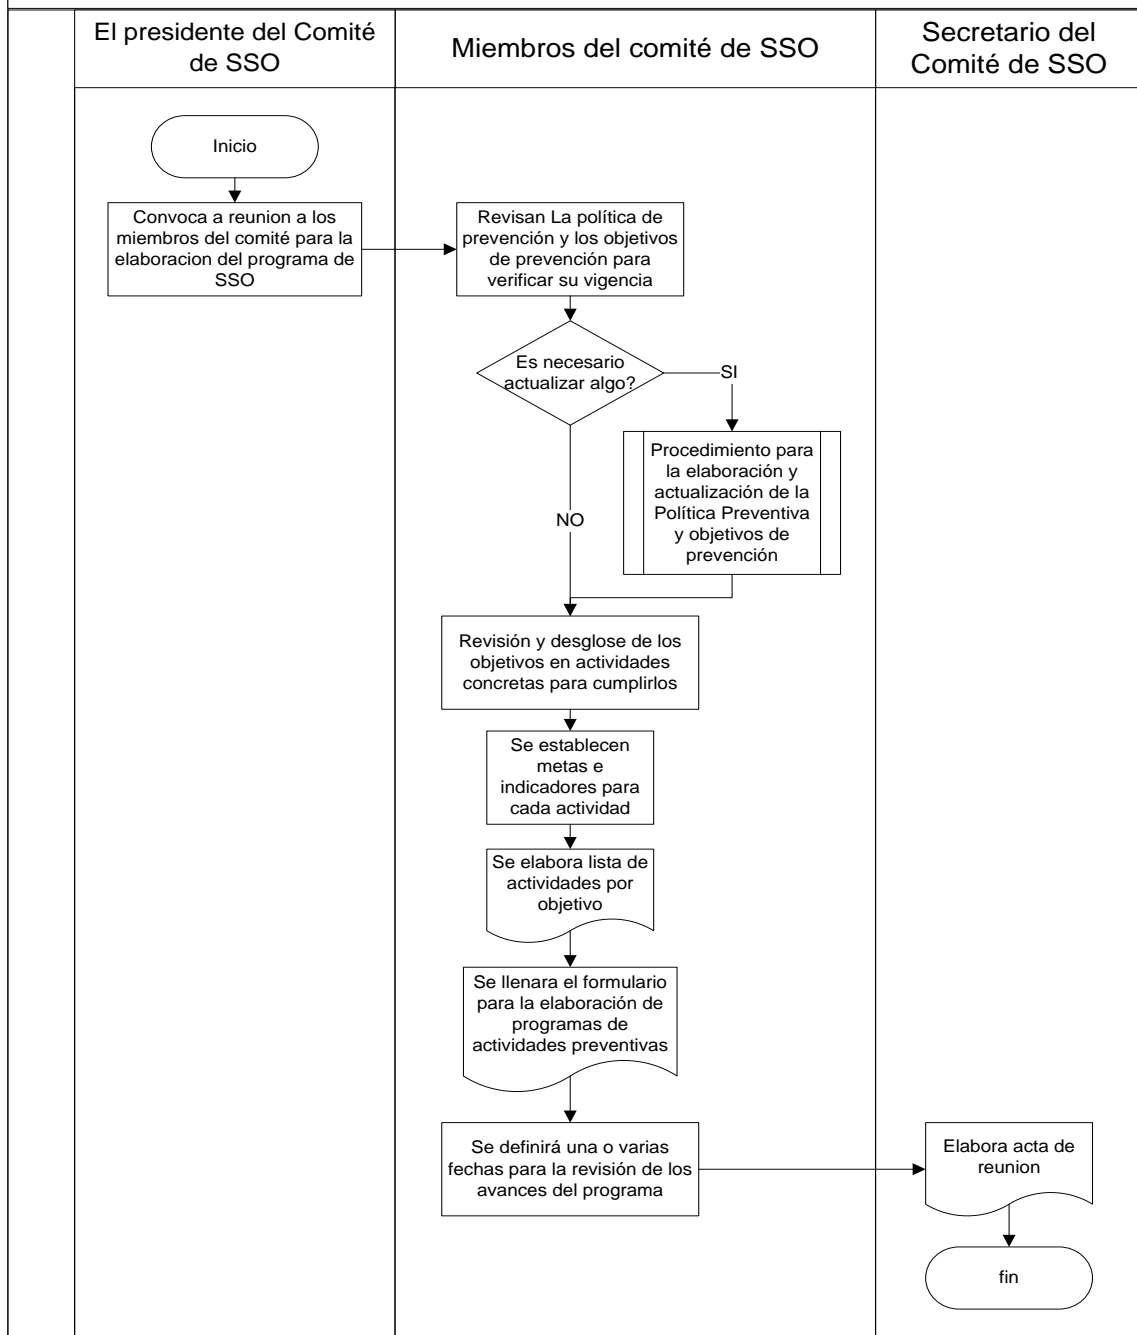 El presidente del Comité
de SSO
Miembros del comité de SSO
Secretario del
Comité de SSO
Inicio
Convoca a reunion a los
miembros del comité para la
elaboracion del programa de
SSO
Revisan La política de
prevención y los objetivos
de prevención para
verificar su vigencia
Es necesario
actualizar algo?
SI
Procedimiento para
la elaboración y
actualización de la
Política Preventiva
y objetivos de
prevención
NO
Revisión y desglose de los
objetivos en actividades
concretas para cumplirlos
Se establecen
metas e
indicadores para
cada actividad
Se elabora lista de
actividades por
objetivo
Se llenara el formulario
para la elaboración de
programas de
actividades preventivas
Se definirá una o varias
fechas para la revisión de los
avances del programa
Elabora acta de
reunion
fin